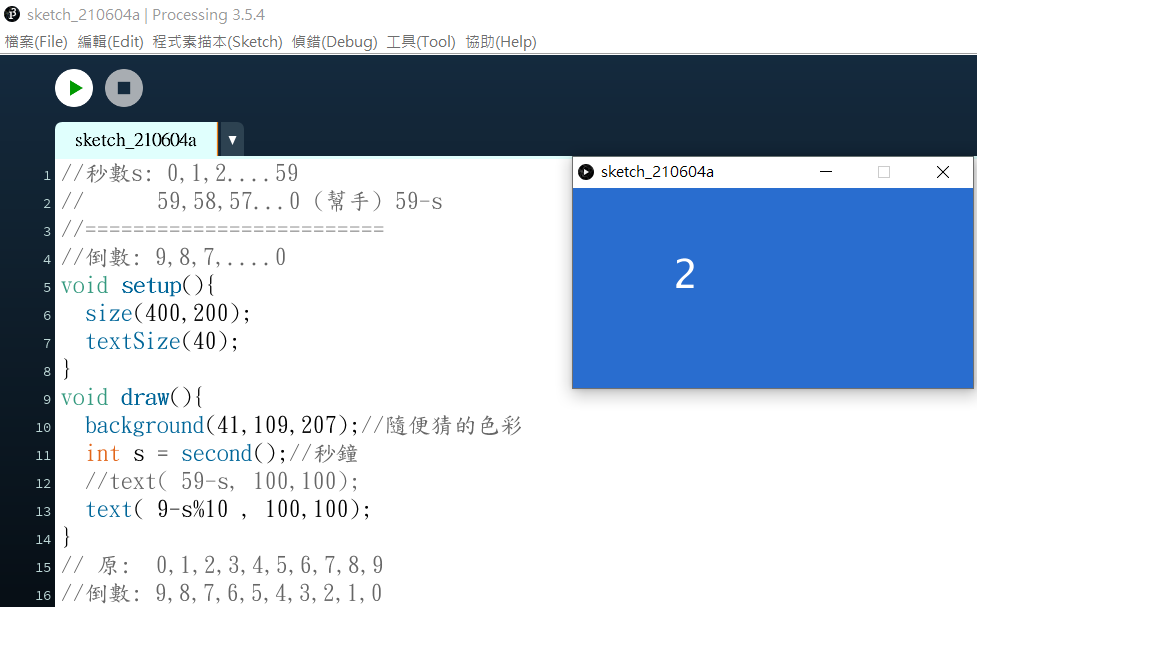 sketch_210604a | Processing 3.5.4
檔案(File) 編輯(Edit) 程式素描本(Sketch) 偵錯(Debug) 工具(Tool) 協助(Help)
sketch_210604a ▼
1 //秒數s: 0,1,2....59
2 //      59,58,57...0 (幫手) 59-s
3 //=========================
4 //倒數: 9,8,7,....0
5 void setup(){
6   size(400,200);
7   textSize(40);
8 }
9 void draw(){
10   background(41,109,207);//隨便猜的色彩
11   int s = second();//秒鐘
12   //text( 59-s, 100,100);
13   text( 9-s%10 , 100,100);
14 }
15 // 原:  0,1,2,3,4,5,6,7,8,9
16 //倒數: 9,8,7,6,5,4,3,2,1,0
sketch_210604a
2